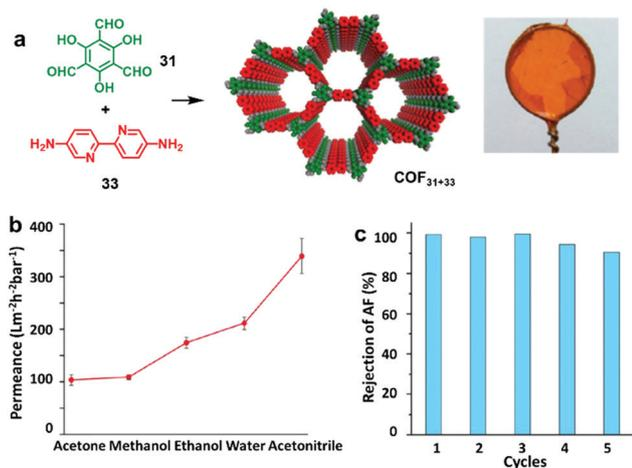 a
CHO
HO
OH
OHC
CHO
OH
31
+
H₂N
N
N
NH₂
33
COF₃₁₊₃₃
b
Permeance (Lm⁻²h⁻²bar⁻¹)
400
300
200
100
0
Acetone Methanol Ethanol Water Acetonitrile
c
Rejection of AF (%)
100
80
60
40
20
0
1 2 3 4 5
Cycles